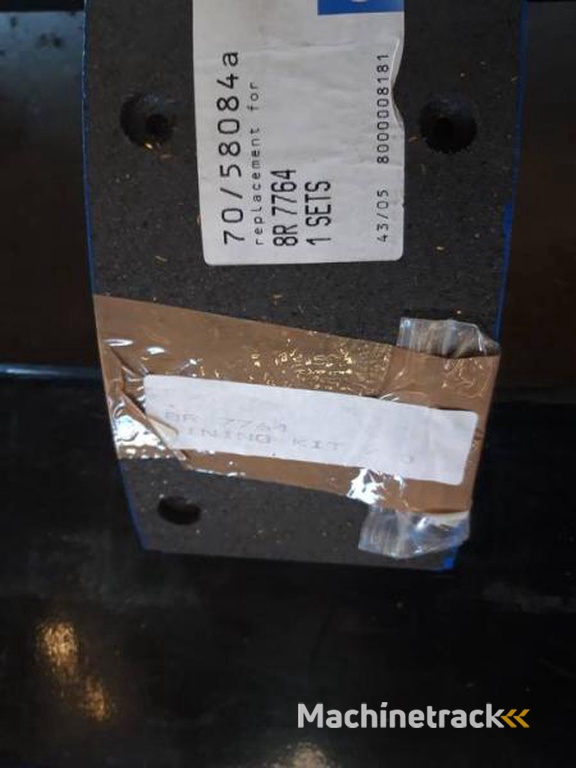 70/58084a
replacement for
8R 7764
1 SETS
43/05 8000008181
8R 7764
LINING KIT
Machinetrack